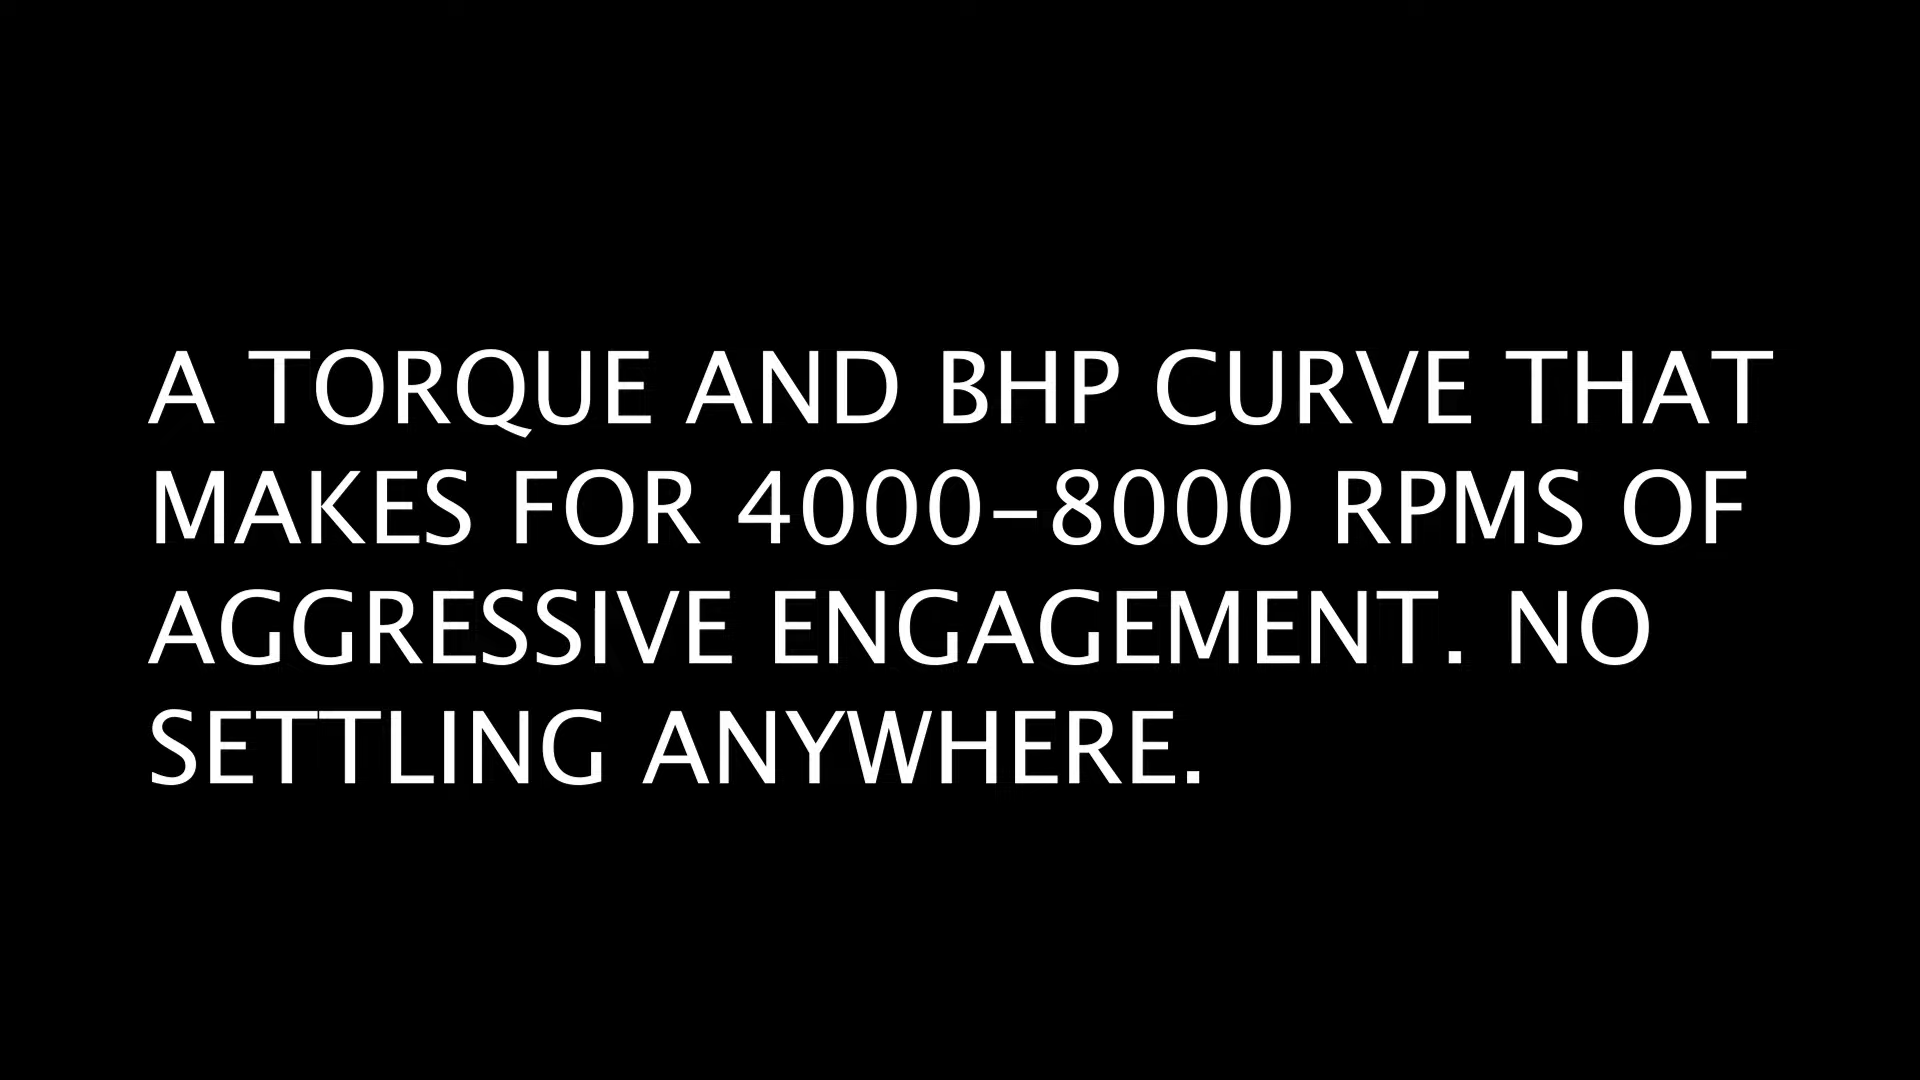 A TORQUE AND BHP CURVE THAT
MAKES FOR 4000-8000 RPMS OF
AGGRESSIVE ENGAGEMENT. NO
SETTLING ANYWHERE.